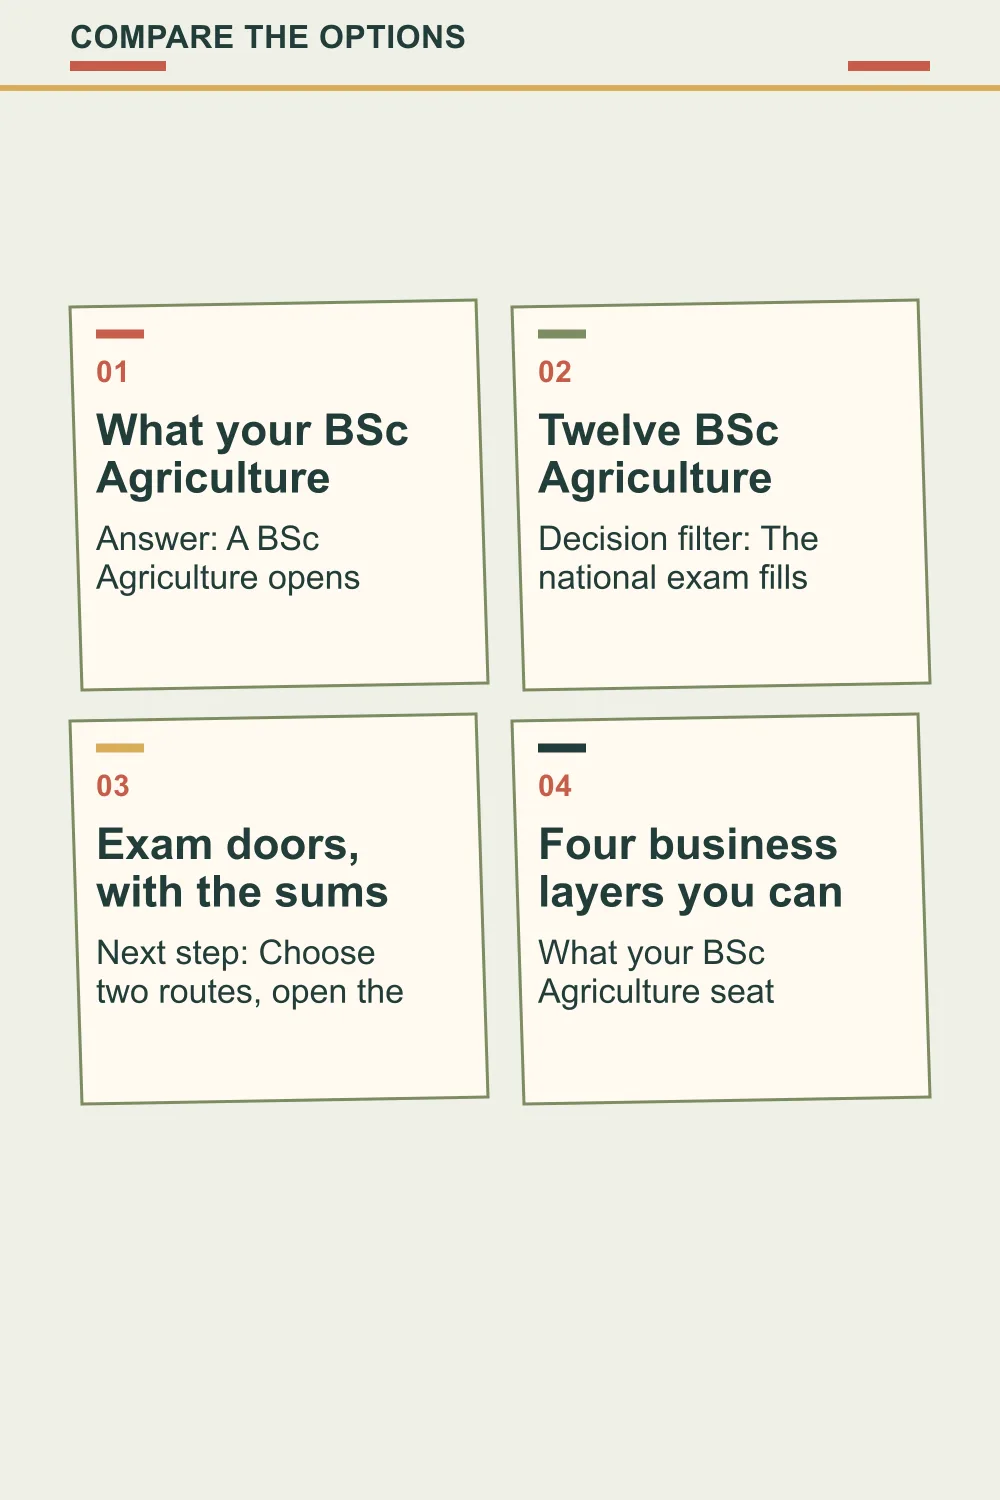 COMPARE THE OPTIONS
01
What your BSc
Agriculture
Answer: A BSc
Agriculture opens
02
Twelve BSc
Agriculture
Decision filter: The
national exam fills
03
Exam doors,
with the sums
Next step: Choose
two routes, open the
04
Four business
layers you can
What your BSc
Agriculture seat